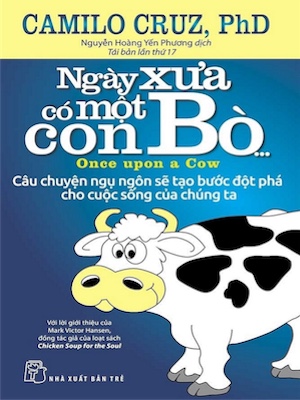 CAMILO CRUZ, PhD
Nguyễn Hoàng Yến Phương dịch
Tái bản lần thứ 17
Ngày xưa
có một
con Bò...
Once upon a Cow
Câu chuyện ngụ ngôn sẽ tạo bước đột phá
cho cuộc sống của chúng ta
Với lời giới thiệu của
Mark Victor Hansen,
đồng tác giả của loạt sách
Chicken Soup for the Soul
NHÀ XUẤT BẢN TRẺ